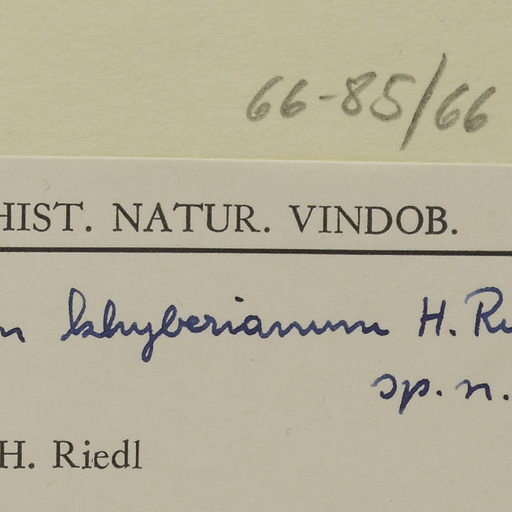 66-85/66
HIST. NATUR. VINDOB.
khyberianum H.
sp. n.
H. Riedl